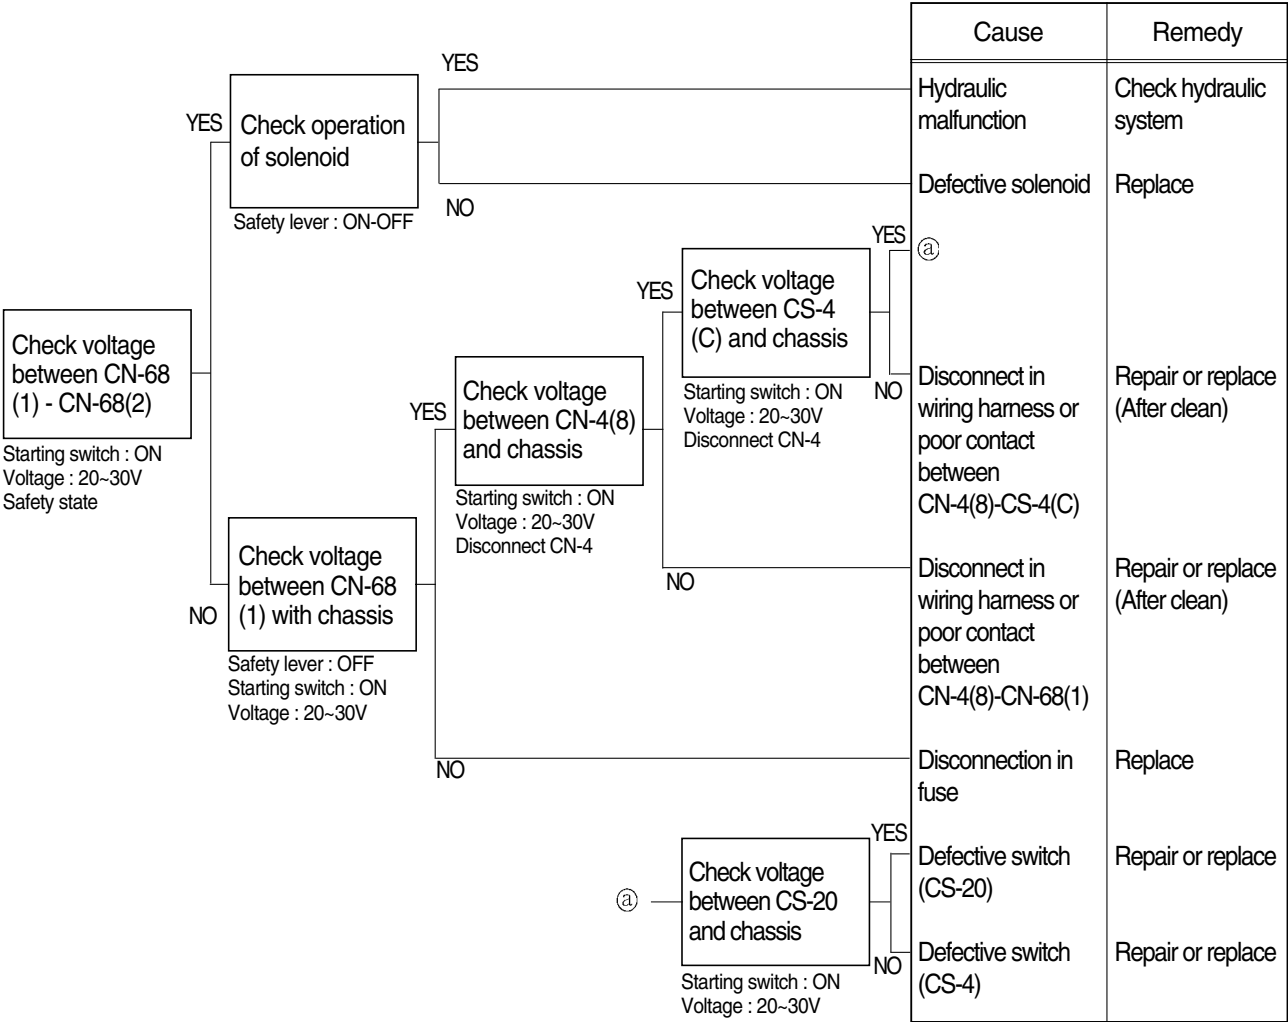 Cause
Remedy
YES
Hydraulic
malfunction
Check hydraulic
system
YES
Check operation
of solenoid
NO
Defective solenoid
Replace
Safety lever : ON-OFF
YES
ⓐ
YES
Check voltage
between CS-4
(C) and chassis
Starting switch : ON
Voltage : 20~30V
Disconnect CN-4
NO
Disconnect in
wiring harness or
poor contact
between
CN-4(8)-CS-4(C)
Repair or replace
(After clean)
Check voltage
between CN-68
(1) - CN-68(2)
Starting switch : ON
Voltage : 20~30V
Safety state
YES
Check voltage
between CN-4(8)
and chassis
Starting switch : ON
Voltage : 20~30V
Disconnect CN-4
NO
Disconnect in
wiring harness or
poor contact
between
CN-4(8)-CN-68(1)
Repair or replace
(After clean)
NO
Check voltage
between CN-68
(1) with chassis
Safety lever : OFF
Starting switch : ON
Voltage : 20~30V
NO
Disconnection in
fuse
Replace
ⓐ
Check voltage
between CS-20
and chassis
Starting switch : ON
Voltage : 20~30V
YES
Defective switch
(CS-20)
Repair or replace
NO
Defective switch
(CS-4)
Repair or replace